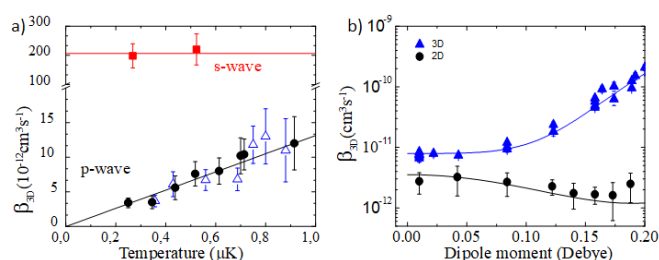 a)
300
200
100
s-wave
15
10
5
0
p-wave
β3D(10-12cm3s-1)
0,0 0,2 0,4 0,6 0,8 1,0
Temperature (μK)
b)
10-9
10-10
10-11
10-12
3D
2D
β3D(cm3s-1)
0.00 0.05 0.10 0.15 0.20
Dipole moment (Debye)